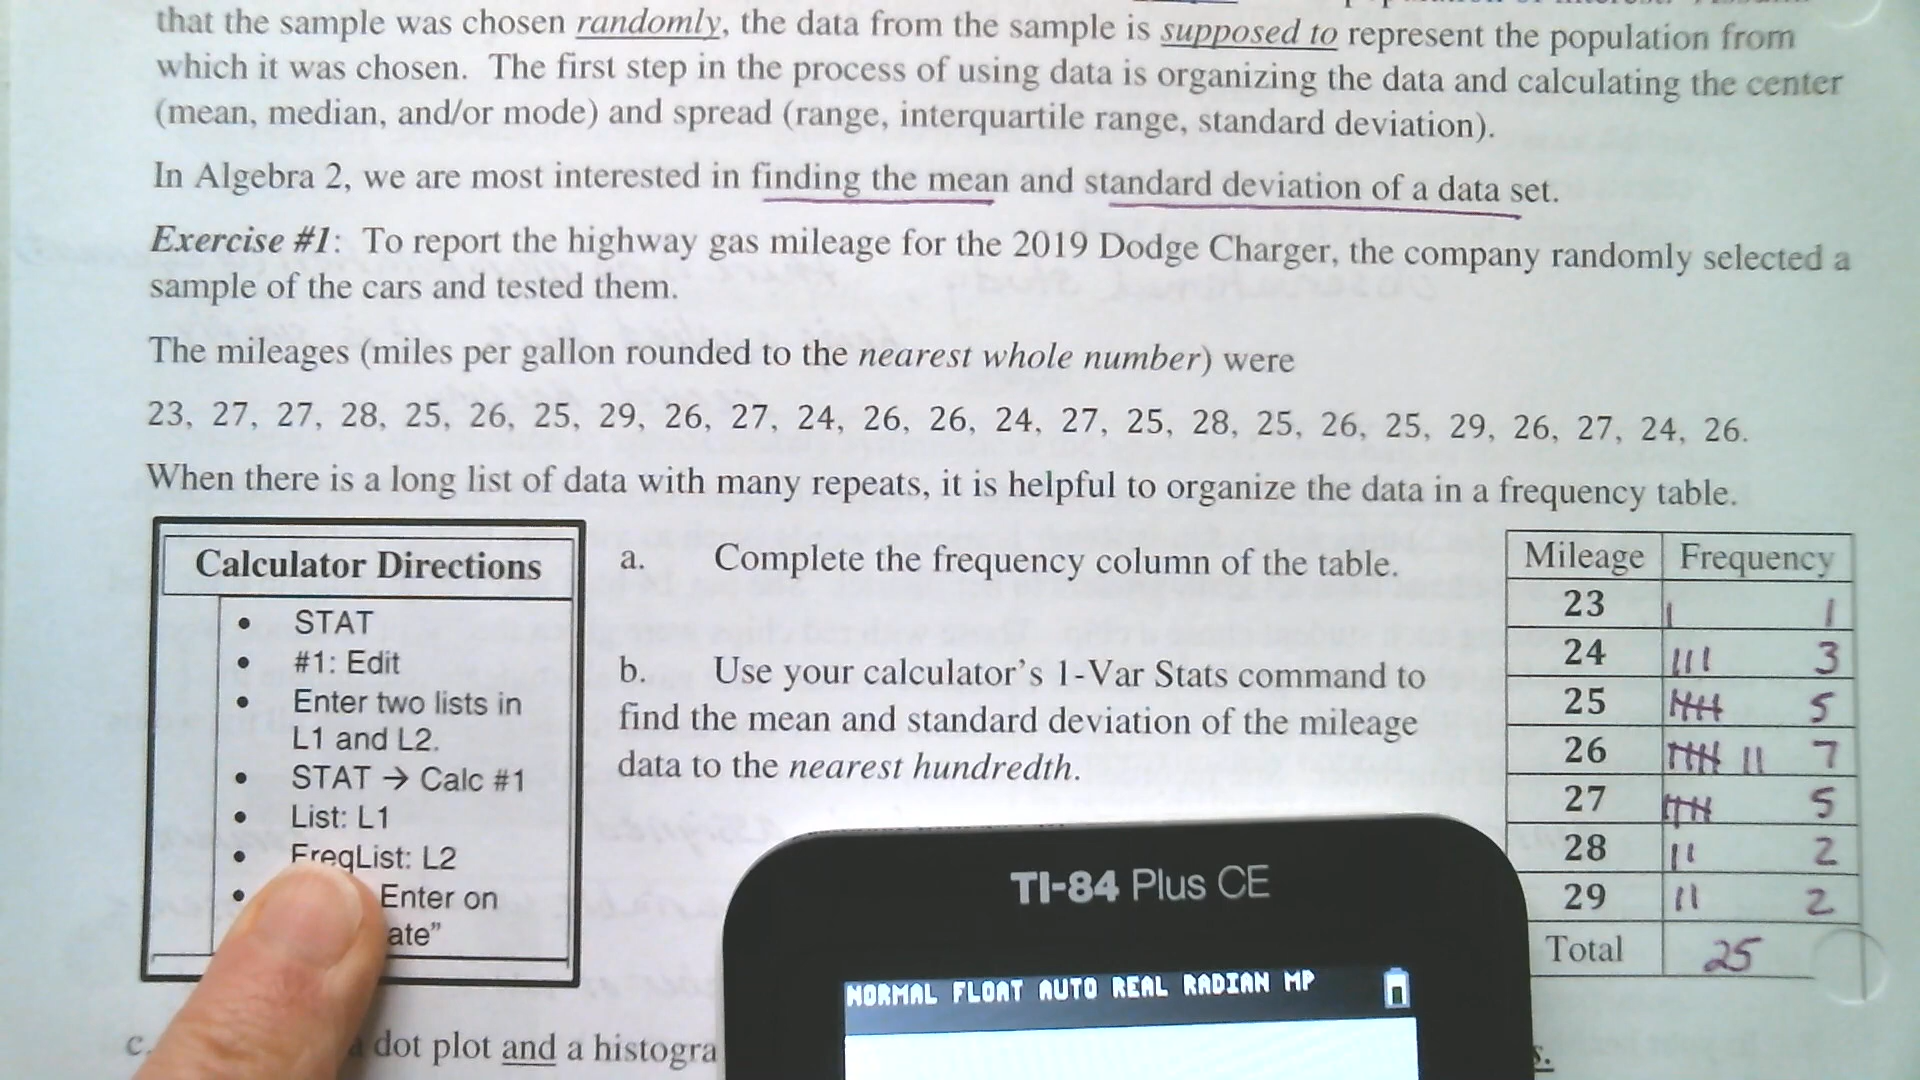 that the sample was chosen randomly, the data from the sample is supposed to represent the population from
which it was chosen. The first step in the process of using data is organizing the data and calculating the center
(mean, median, and/or mode) and spread (range, interquartile range, standard deviation).
In Algebra 2, we are most interested in finding the mean and standard deviation of a data set.
Exercise #1: To report the highway gas mileage for the 2019 Dodge Charger, the company randomly selected a
sample of the cars and tested them.
The mileages (miles per gallon rounded to the nearest whole number) were
23, 27, 27, 28, 25, 26, 25, 29, 26, 27, 24, 26, 26, 24, 27, 25, 28, 25, 26, 25, 29, 26, 27, 24, 26.
When there is a long list of data with many repeats, it is helpful to organize the data in a frequency table.
Calculator Directions
• STAT
• #1: Edit
• Enter two lists in
L1 and L2.
• STAT → Calc #1
• List: L1
• FreqList: L2
• Enter on
ate”
a. Complete the frequency column of the table.
b. Use your calculator’s 1-Var Stats command to
find the mean and standard deviation of the mileage
data to the nearest hundredth.
Mileage Frequency
23 1
24 3
25 5
26 7
27 5
28 2
29 2
Total 25
TI-84 Plus CE
NORMAL FLOAT AUTO REAL RADIAN MP
c. a dot plot and a histogra
s.